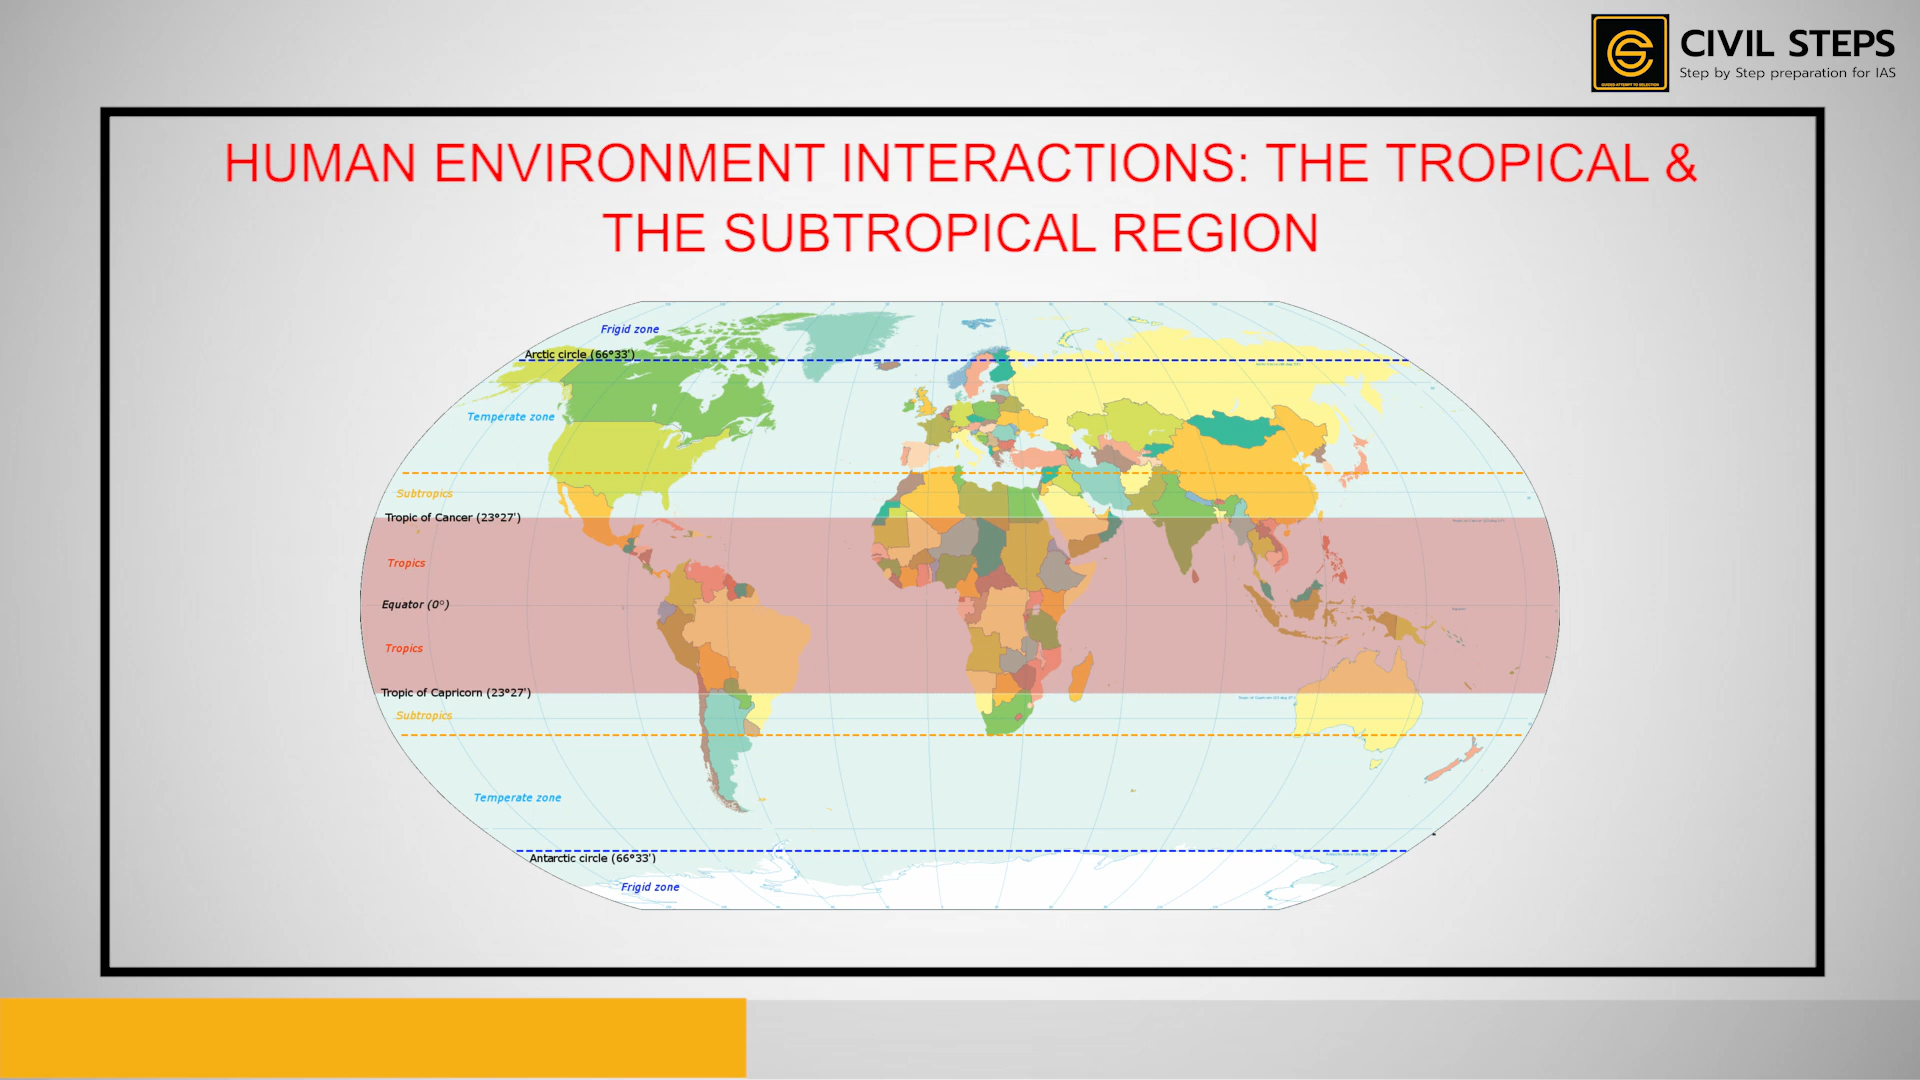 CIVIL STEPS
Step by Step preparation for IAS
HUMAN ENVIRONMENT INTERACTIONS: THE TROPICAL &
THE SUBTROPICAL REGION
Frigid zone
Arctic circle (66°33')
Temperate zone
Subtropics
Tropic of Cancer (23°27')
Tropics
Equator (0°)
Tropics
Tropic of Capricorn (23°27')
Subtropics
Temperate zone
Antarctic circle (66°33')
Frigid zone